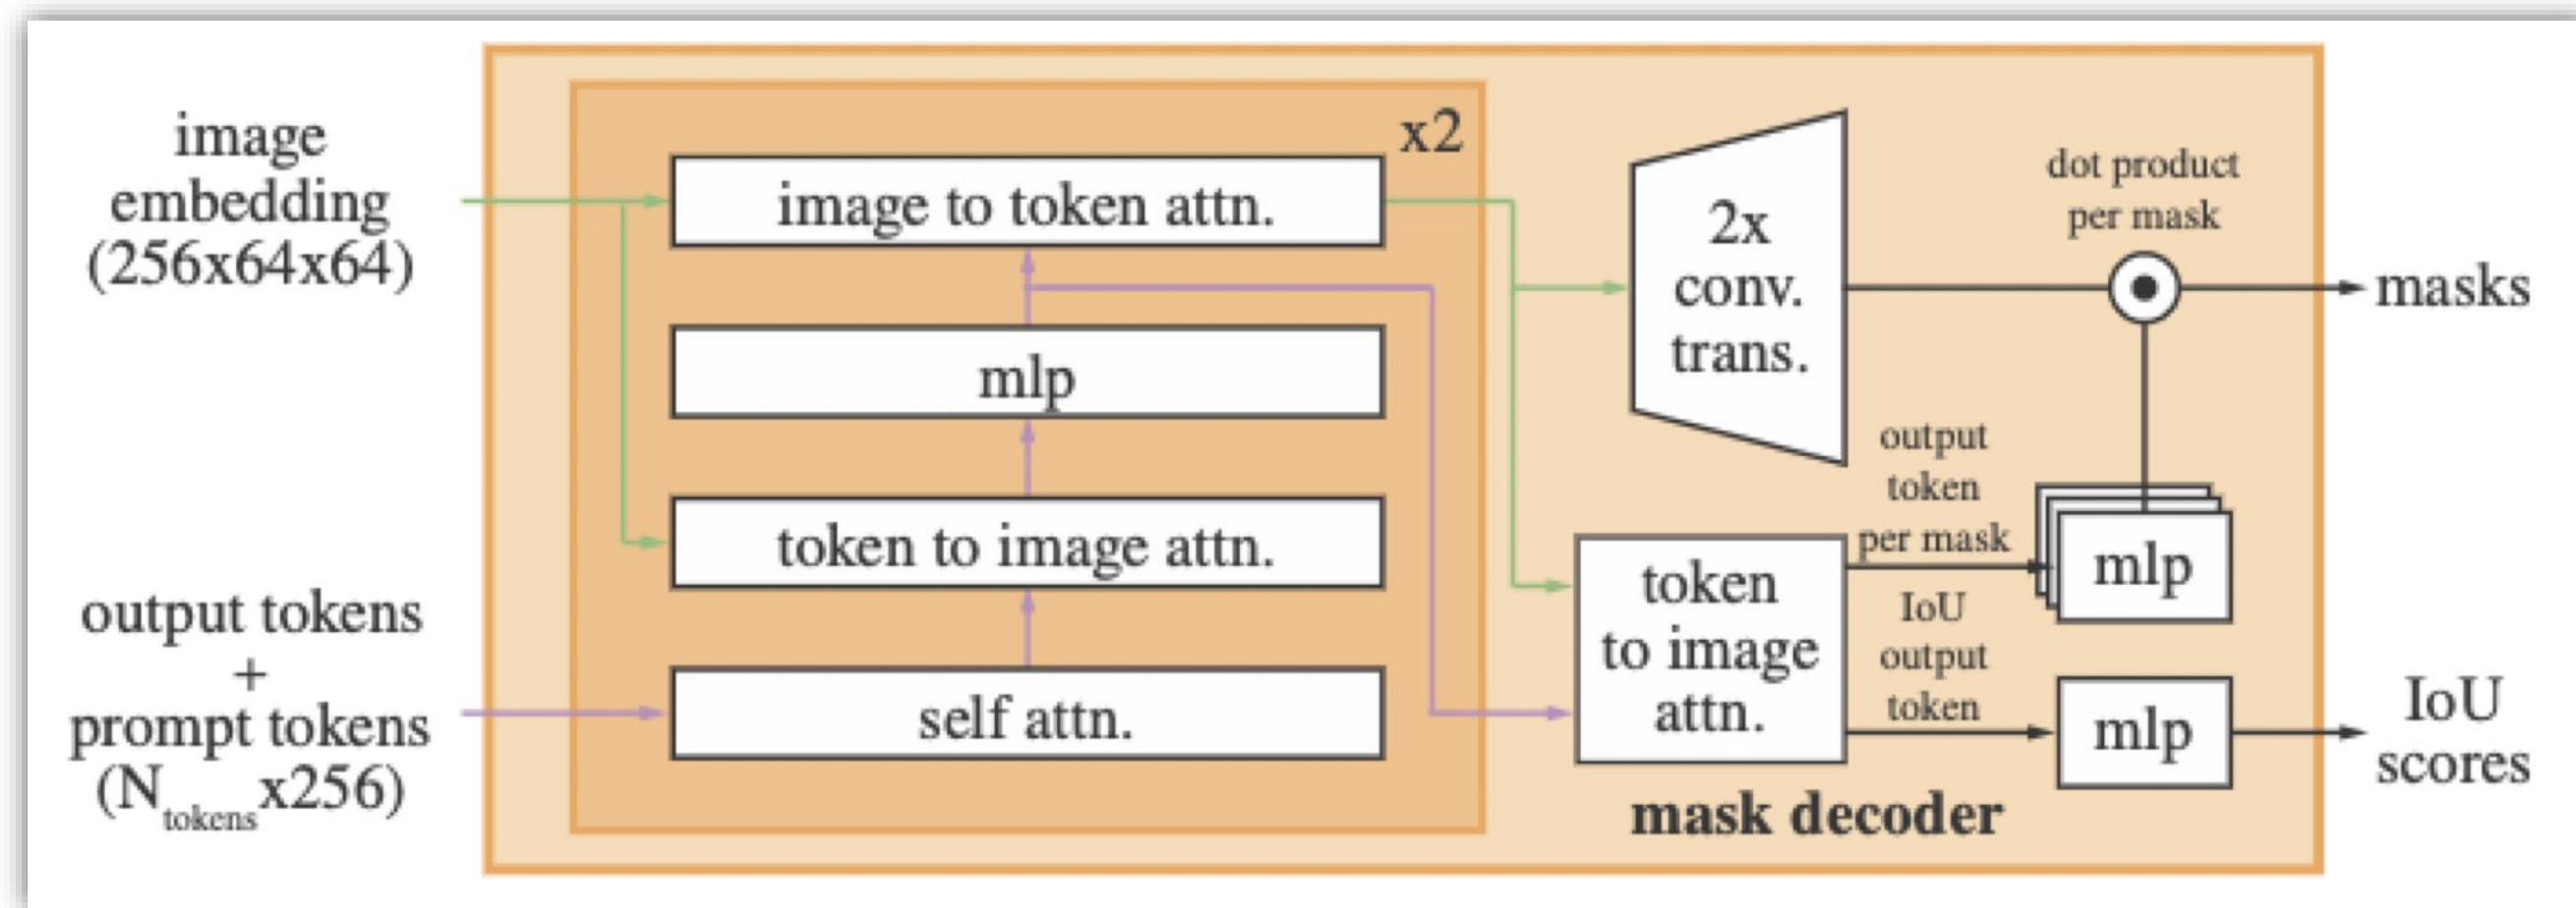 image
embedding
(256x64x64)
output tokens
+
prompt tokens
(Ntokensx256)
x2
image to token attn.
mlp
token to image attn.
self attn.
2x
conv.
trans.
dot product
per mask
masks
output
token
per mask
mlp
token
to image
attn.
IoU
output
token
mlp
IoU
scores
mask decoder